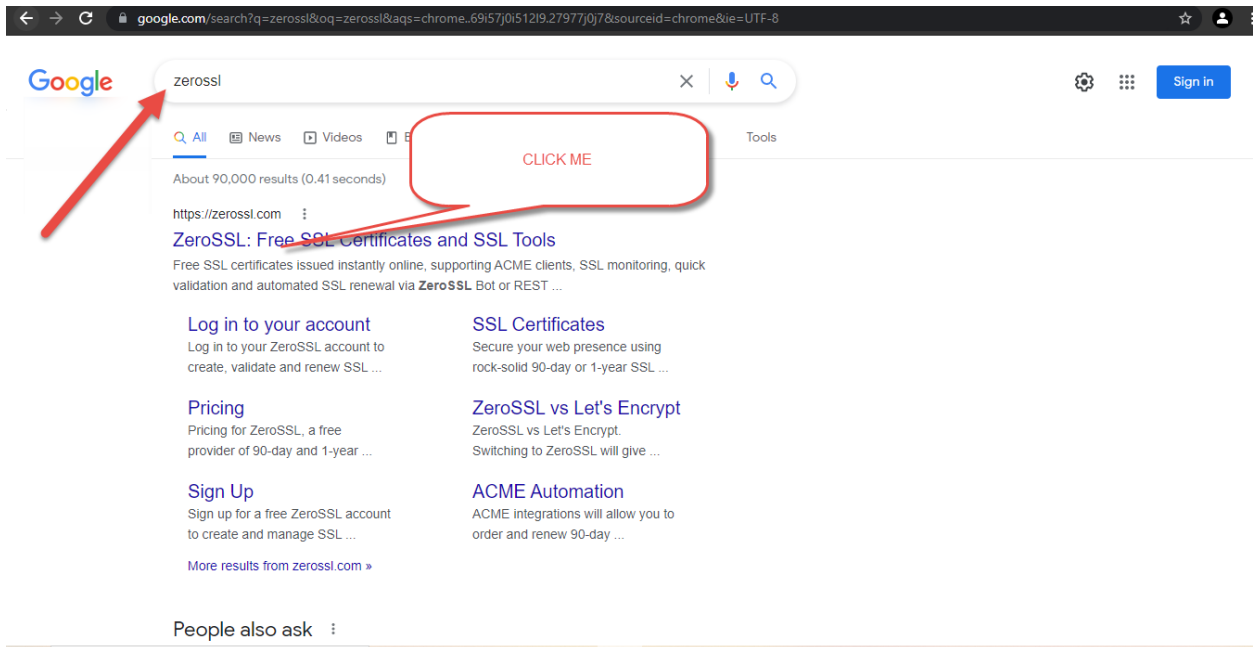 google.com/search?q=zerossl&oq=zerossl&aqs=chrome..69i57j0i512l9.27977j0j7&sourceid=chrome&ie=UTF-8
Google
zerossl
Sign in
All News Videos Tools
CLICK ME
About 90,000 results (0.41 seconds)
https://zerossl.com
ZeroSSL: Free SSL Certificates and SSL Tools
Free SSL certificates issued instantly online, supporting ACME clients, SSL monitoring, quick
validation and automated SSL renewal via ZeroSSL Bot or REST ...
Log in to your account
Log in to your ZeroSSL account to
create, validate and renew SSL ...
SSL Certificates
Secure your web presence using
rock-solid 90-day or 1-year SSL ...
Pricing
Pricing for ZeroSSL, a free
provider of 90-day and 1-year ...
ZeroSSL vs Let's Encrypt
ZeroSSL vs Let's Encrypt.
Switching to ZeroSSL will give ...
Sign Up
Sign up for a free ZeroSSL account
to create and manage SSL ...
ACME Automation
ACME integrations will allow you to
order and renew 90-day ...
More results from zerossl.com »
People also ask